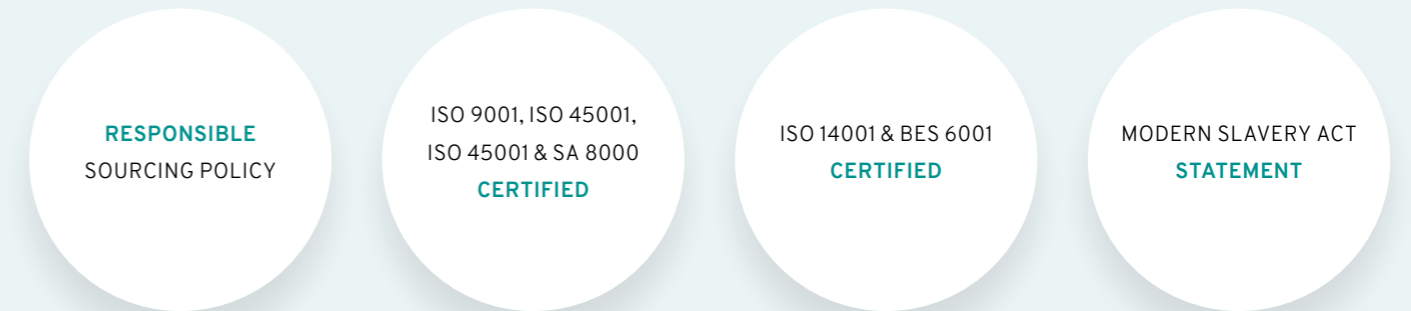 RESPONSIBLE
SOURCING POLICY
ISO 9001, ISO 45001,
ISO 45001 & SA 8000
CERTIFIED
ISO 14001 & BES 6001
CERTIFIED
MODERN SLAVERY ACT
STATEMENT